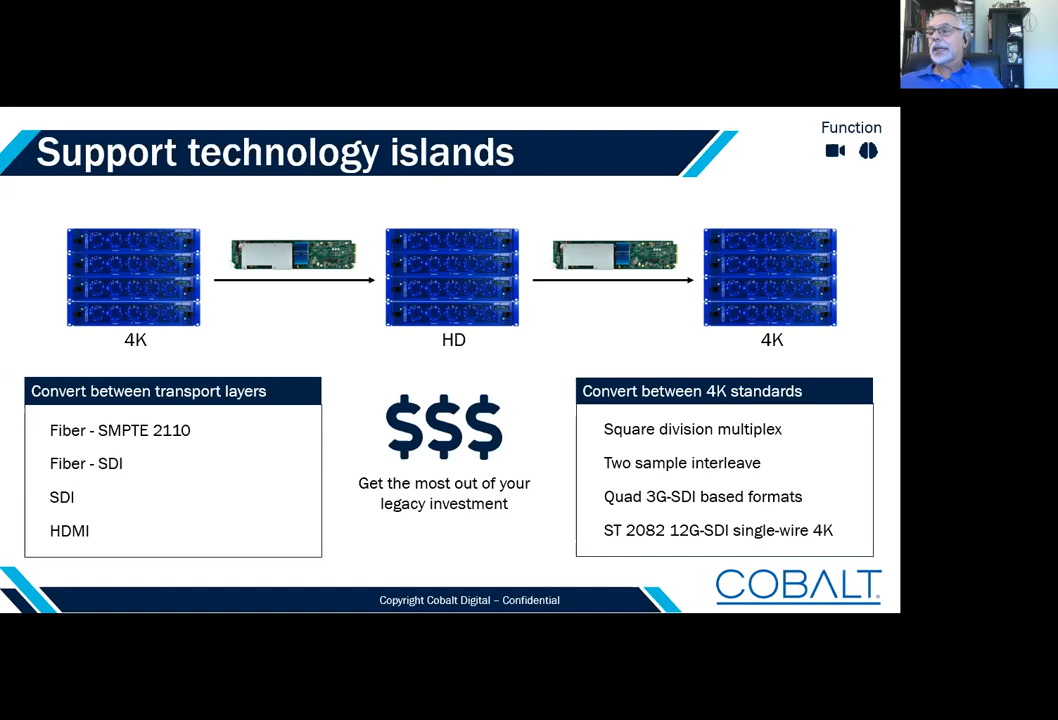 Function
Support technology islands
4K
HD
4K
Convert between transport layers
Fiber - SMPTE 2110
Fiber - SDI
SDI
HDMI
$$$
Get the most out of your
legacy investment
Convert between 4K standards
Square division multiplex
Two sample interleave
Quad 3G-SDI based formats
ST 2082 12G-SDI single-wire 4K
COBALT
Copyright Cobalt Digital – Confidential